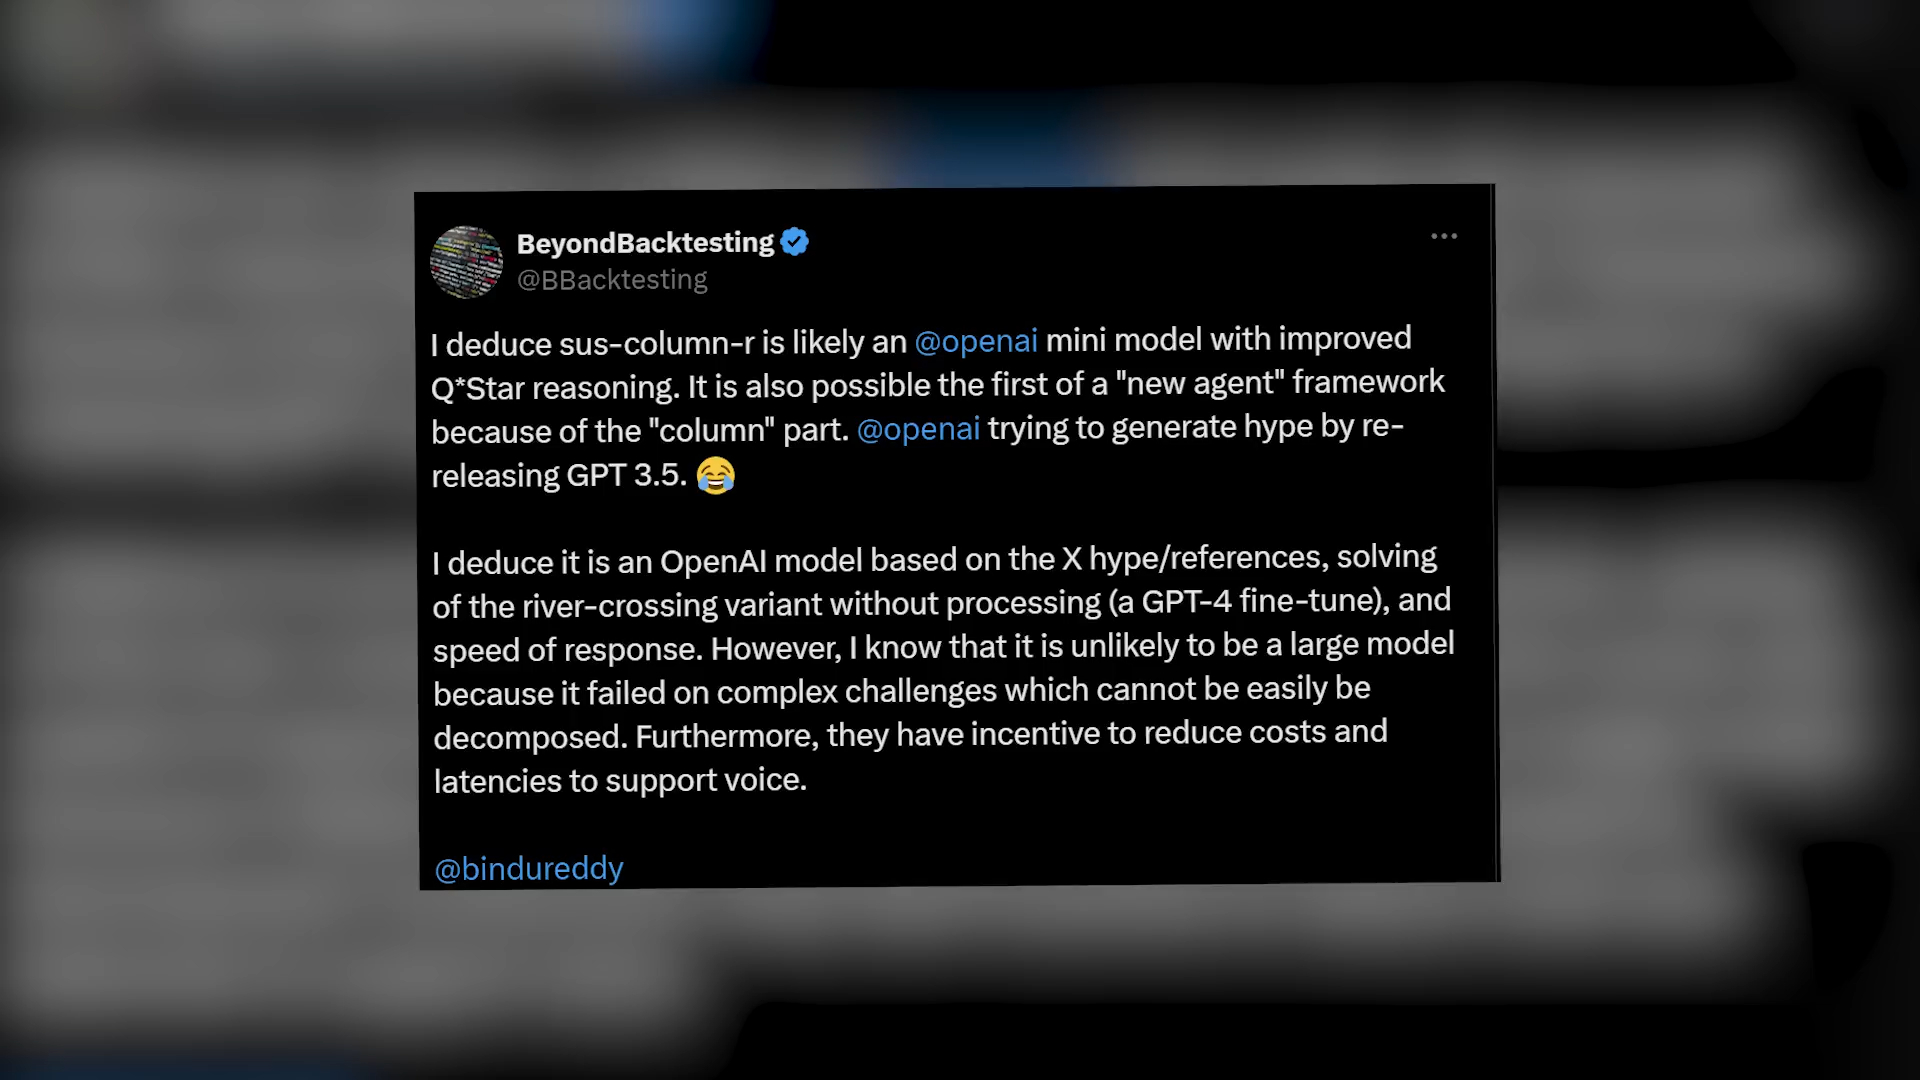 BeyondBacktesting
@BBacktesting
I deduce sus-column-r is likely an @openai mini model with improved
Q*Star reasoning. It is also possible the first of a "new agent" framework
because of the "column" part. @openai trying to generate hype by re-
releasing GPT 3.5. 😂
I deduce it is an OpenAI model based on the X hype/references, solving
of the river-crossing variant without processing (a GPT-4 fine-tune), and
speed of response. However, I know that it is unlikely to be a large model
because it failed on complex challenges which cannot be easily be
decomposed. Furthermore, they have incentive to reduce costs and
latencies to support voice.
@bindureddy